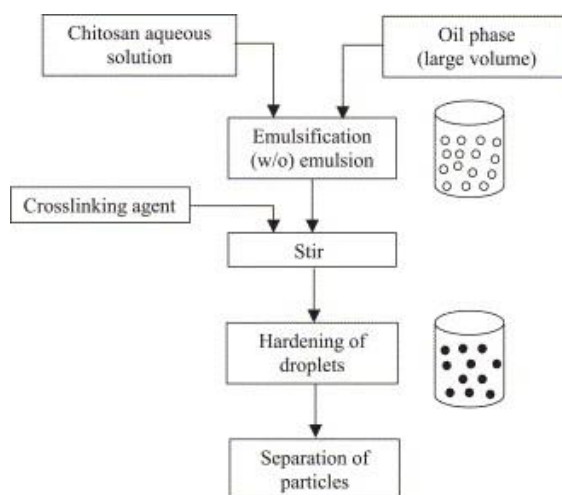 Chitosan aqueous
solution
Oil phase
(large volume)
Emulsification
(w/o) emulsion
Crosslinking agent
Stir
Hardening of
droplets
Separation of
particles